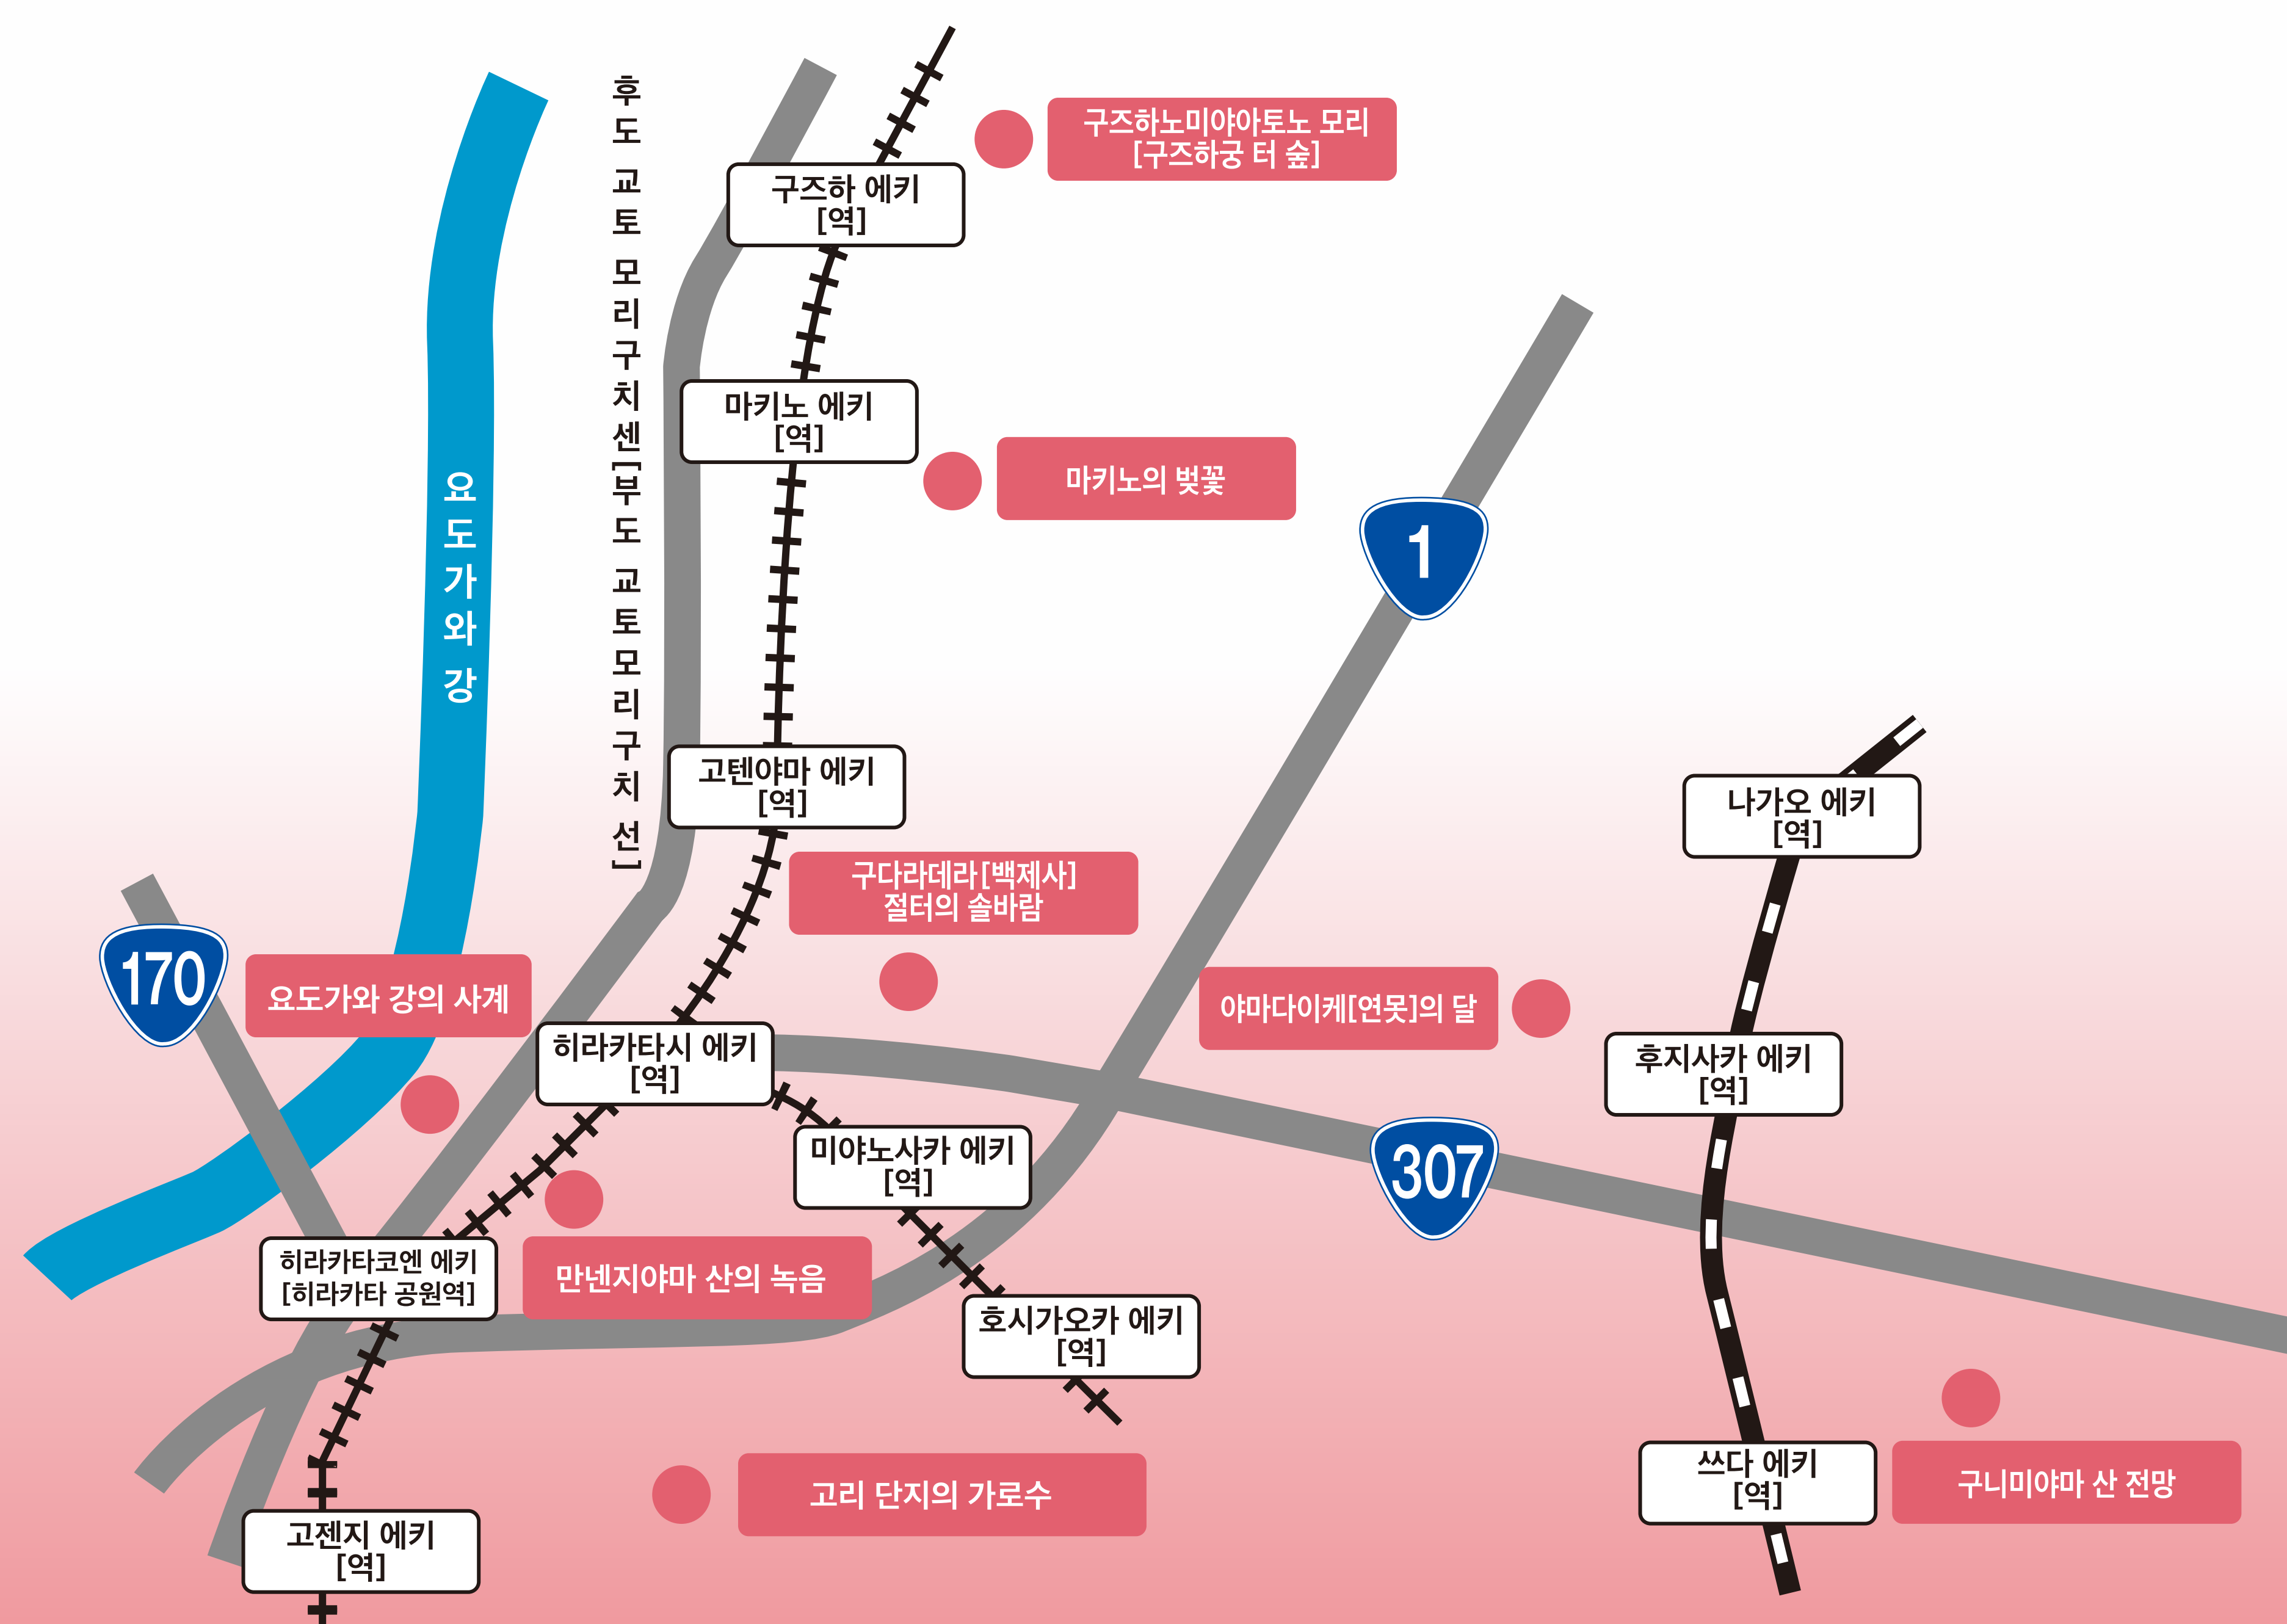 구즈하노미야아토노 모리
[구즈하궁 터 숲]
구즈하 에키
[역]
후도 교토 모리구치센[부도 교토모리구치 선]
마키노 에키
[역]
마키노의 벚꽃
요도가와 강
1
고텐야마 에키
[역]
나가오 에키
[역]
구다라데라[백제사]
절터의 솔바람
170
요도가와 강의 사계
야마다이케[연못]의 달
히라카타시 에키
[역]
후지사카 에키
[역]
미야노사카 에키
[역]
307
히라카타코엔 에키
[히라카타 공원역]
만넨지야마 산의 녹음
호시가오카 에키
[역]
고리 단지의 가로수
쓰다 에키
[역]
구니미야마 산 전망
고젠지 에키
[역]